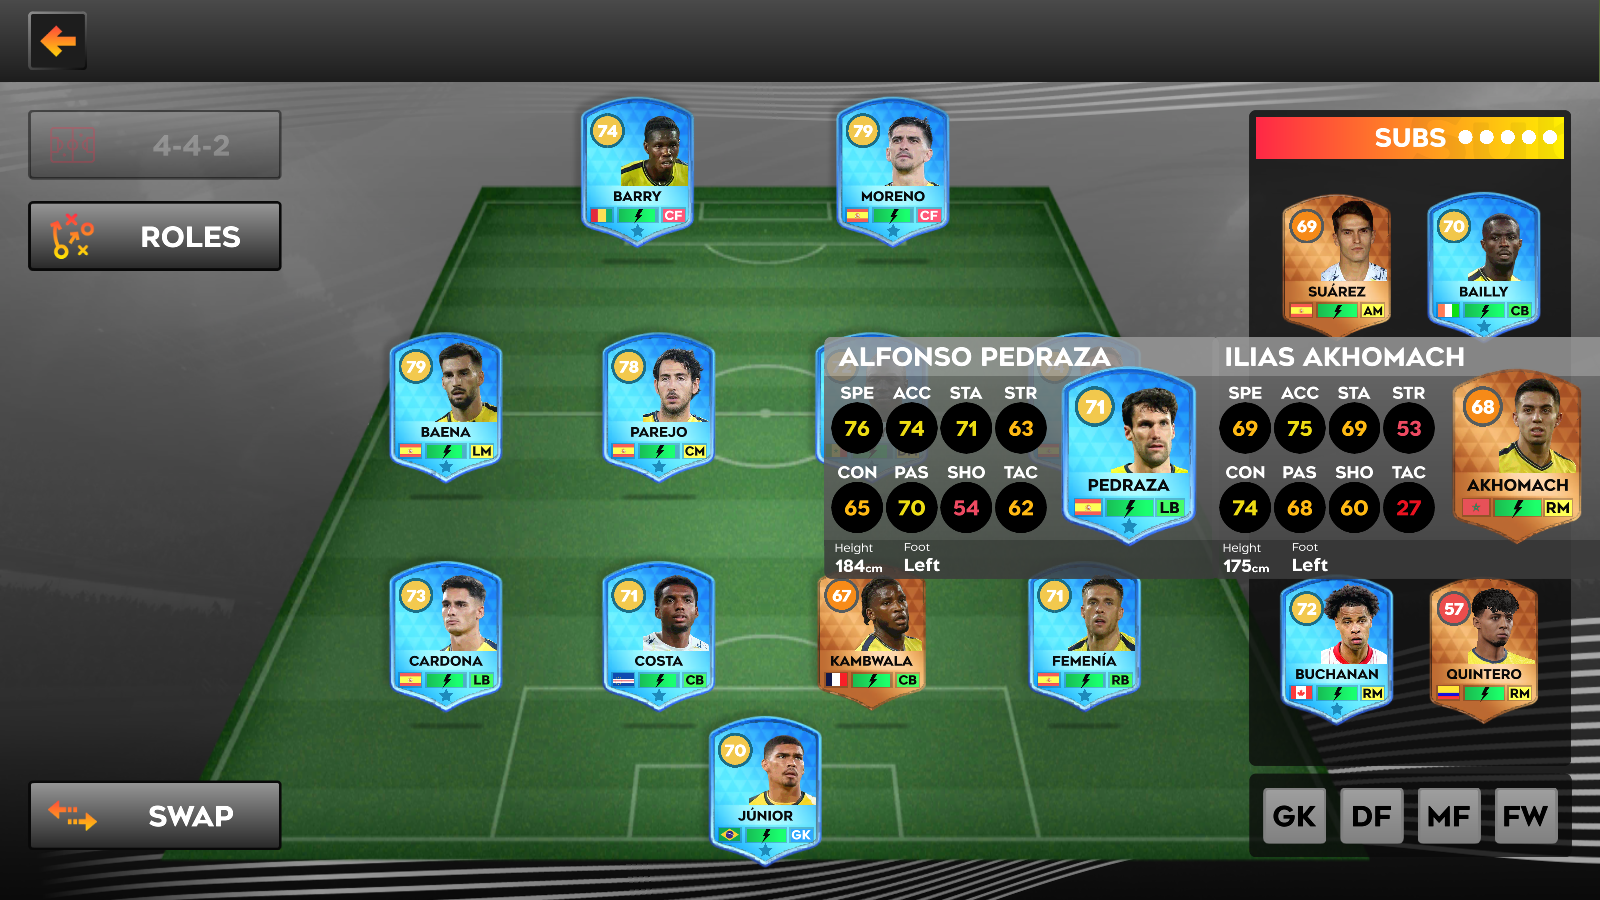 4-4-2
ROLES
SWAP
74
BARRY
CF
79
MORENO
CF
79
BAENA
LM
78
PAREJO
CM
73
CARDONA
LB
71
COSTA
CB
67
KAMBWALA
CB
71
FEMENÍA
RB
70
JÚNIOR
GK
SUBS
69
SUÁREZ
AM
70
BAILLY
CB
ALFONSO PEDRAZA
SPE ACC STA STR
76 74 71 63
CON PAS SHO TAC
65 70 54 62
Height Foot
184cm Left
71
PEDRAZA
LB
ILIAS AKHOMACH
SPE ACC STA STR
69 75 69 53
CON PAS SHO TAC
74 68 60 27
Height Foot
175cm Left
68
AKHOMACH
RM
72
BUCHANAN
RM
57
QUINTERO
RM
GK DF MF FW